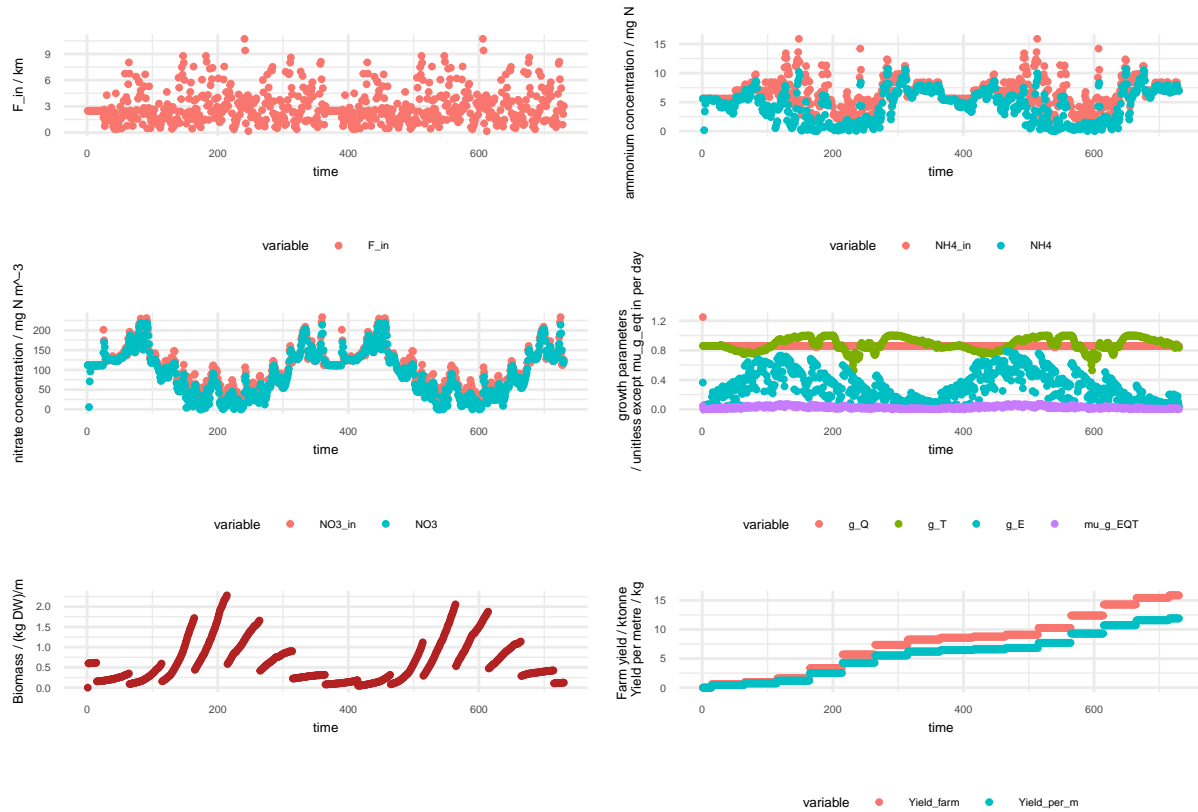 F_in / km
9
6
3
0
0
200
400
600
time
variable
F_in
ammonium concentration / mg N
15
10
5
0
0
200
400
600
time
variable
NH4_in
NH4
nitrate concentration / mg N m^−3
200
150
100
50
0
0
200
400
600
time
variable
NO3_in
NO3
growth parameters
/ unitless except mu_g_eqt in per day
1.2
0.8
0.4
0.0
0
200
400
600
time
variable
g_Q
g_T
g_E
mu_g_EQT
Biomass / (kg DW)/m
2.0
1.5
1.0
0.5
0.0
0
200
400
600
time
Farm yield / ktonne
Yield per metre / kg
15
10
5
0
0
200
400
600
time
variable
Yield_farm
Yield_per_m